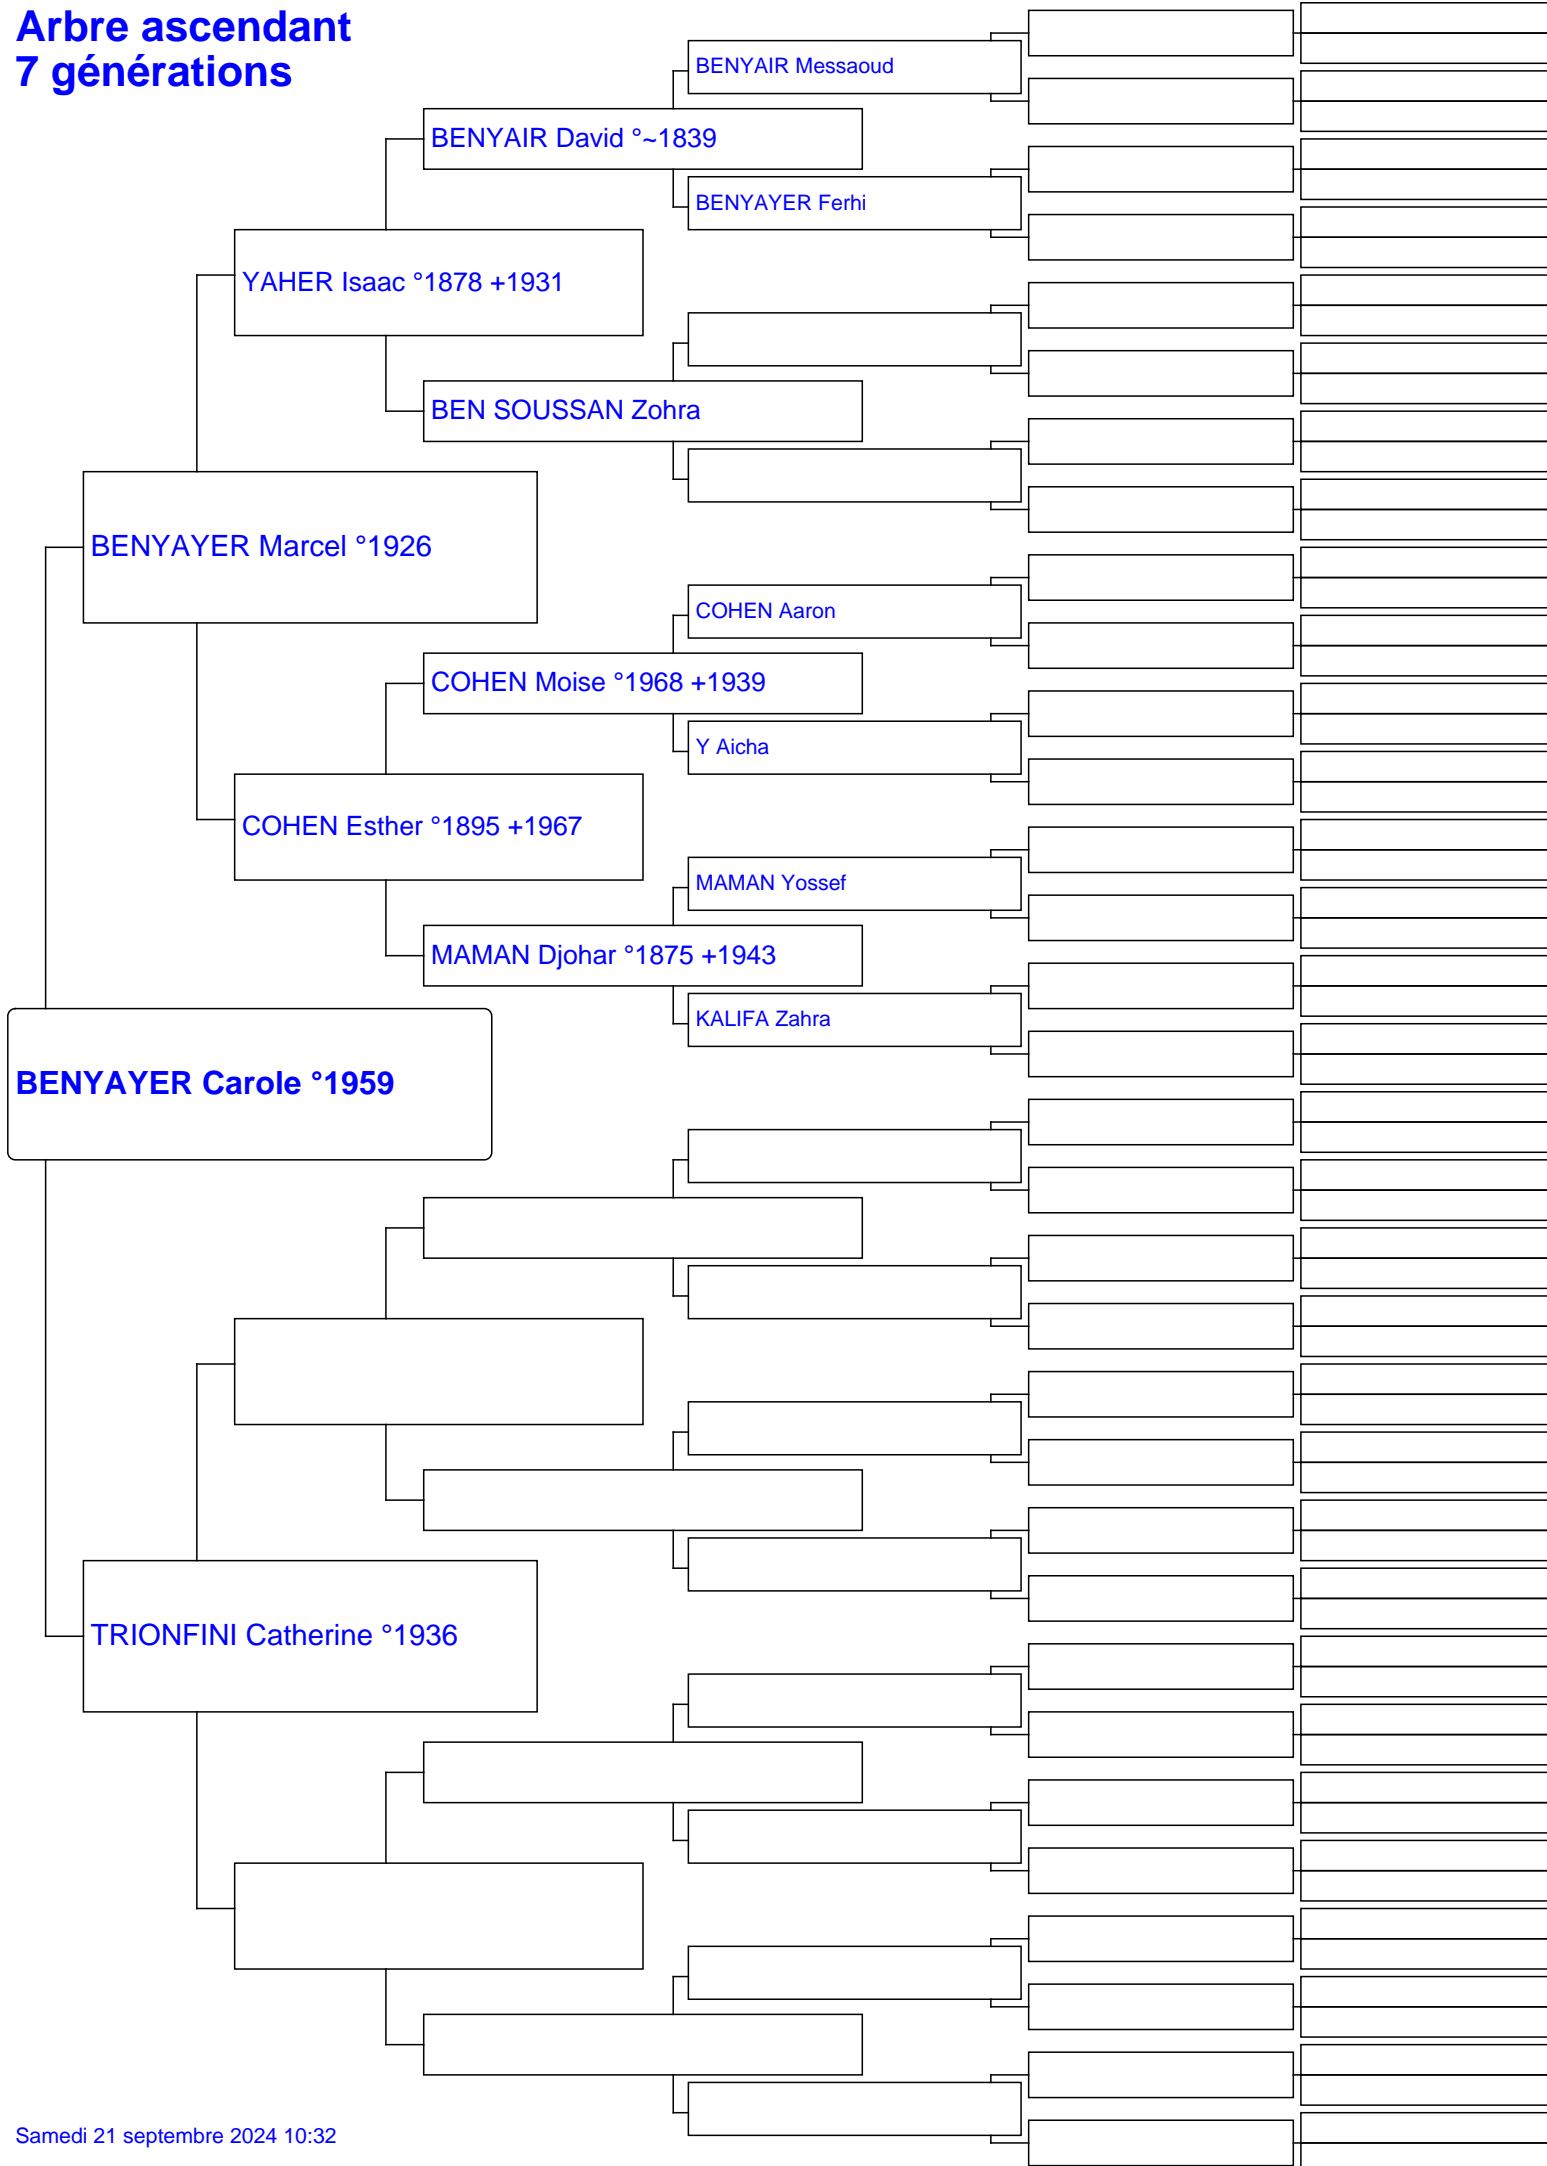 Arbre ascendant
7 générations
BENYAIR Messaoud
BENYAIR David °~1839
BENYAYER Ferhi
YAHER Isaac °1878 +1931
BEN SOUSSAN Zohra
BENYAYER Marcel °1926
COHEN Aaron
COHEN Moise °1968 +1939
Y Aicha
COHEN Esther °1895 +1967
MAMAN Yossef
MAMAN Djohar °1875 +1943
KALIFA Zahra
BENYAYER Carole °1959
TRIONFINI Catherine °1936
Samedi 21 septembre 2024 10:32